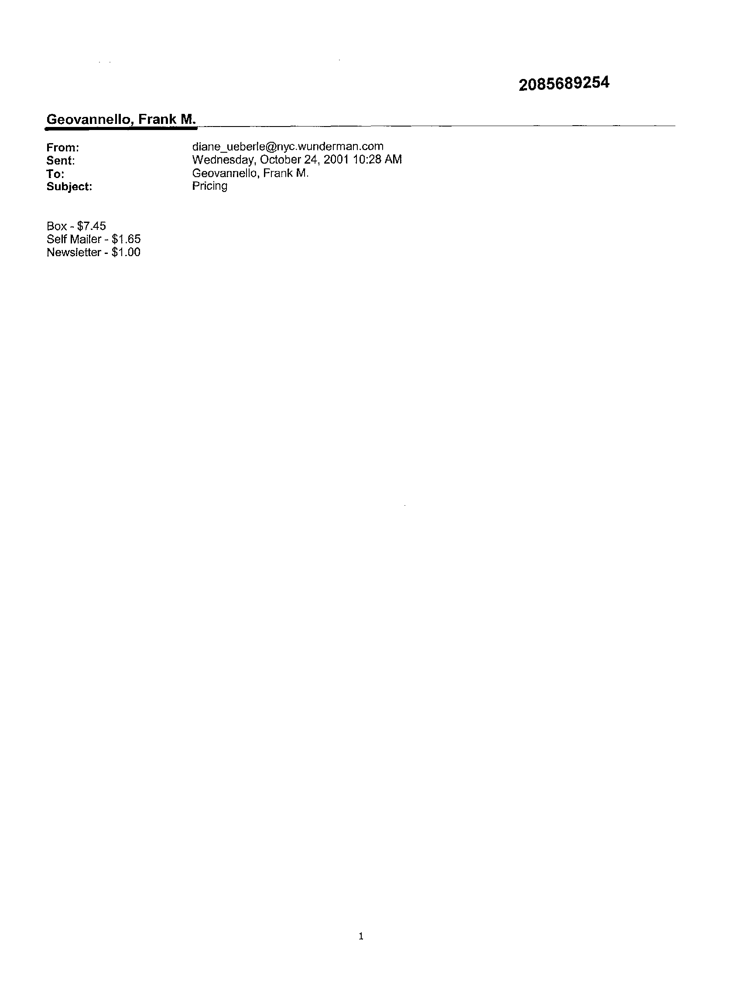 2085689254
Geovannello, Frank M.
From: diane_ueberle@nyc.wunderman.com
Sent: Wednesday, October 24, 2001 10:28 AM
To: Geovannello, Frank M.
Subject: Pricing
Box - $7.45
Self Mailer - $1.65
Newsletter - $1.00
1